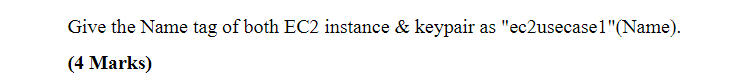 Give the Name tag of both EC2 instance & keypair as "ec2usecase1"(Name).
(4 Marks)